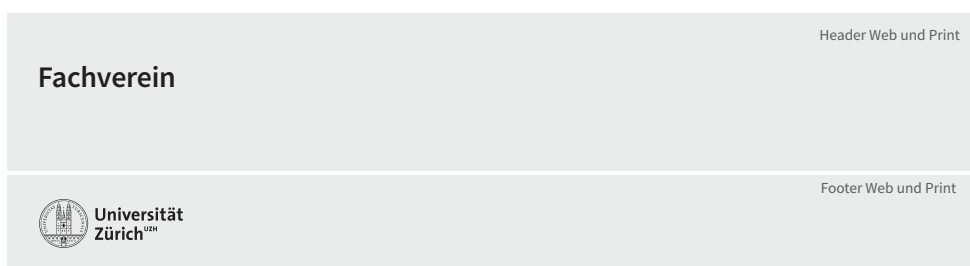 Header Web und Print
Fachverein
Footer Web und Print
Universität
Zürich UZH